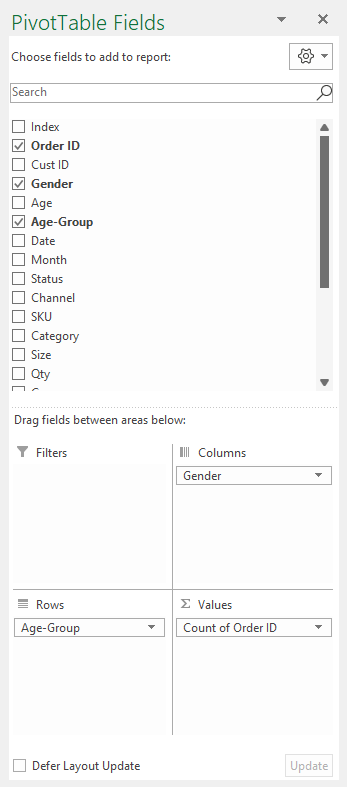 PivotTable Fields
Choose fields to add to report:
Search
Index
Order ID
Cust ID
Gender
Age
Age-Group
Date
Month
Status
Channel
SKU
Category
Size
Qty
Drag fields between areas below:
Filters
Columns
Gender
Rows
Values
Age-Group
Count of Order ID
Defer Layout Update
Update